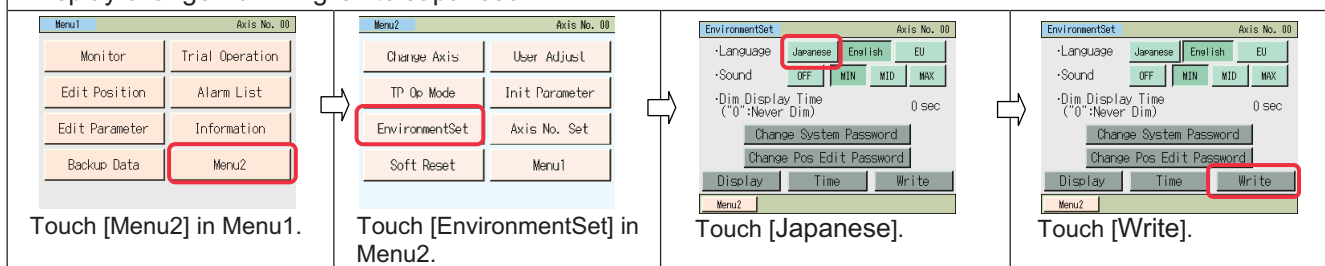 Menu1 Axis No. 00
Monitor Trial Operation
Edit Position Alarm List
Edit Parameter Information
Backup Data Menu2
Touch [Menu2] in Menu1.
Menu2 Axis No. 00
Change Axis User Adjust
TP Op Mode Init Parameter
EnvironmentSet Axis No. Set
Soft Reset Menu1
Touch [EnvironmentSet] in
Menu2.
EnvironmentSet Axis No. 00
·Language Japanese English EU
·Sound OFF MIN MID MAX
·Dim Display Time
("0":Never Dim) 0 sec
Change System Password
Change Pos Edit Password
Display Time Write
Menu2
Touch [Japanese].
EnvironmentSet Axis No. 00
·Language Japanese English EU
·Sound OFF MIN MID MAX
·Dim Display Time
("0":Never Dim) 0 sec
Change System Password
Change Pos Edit Password
Display Time Write
Menu2
Touch [Write].